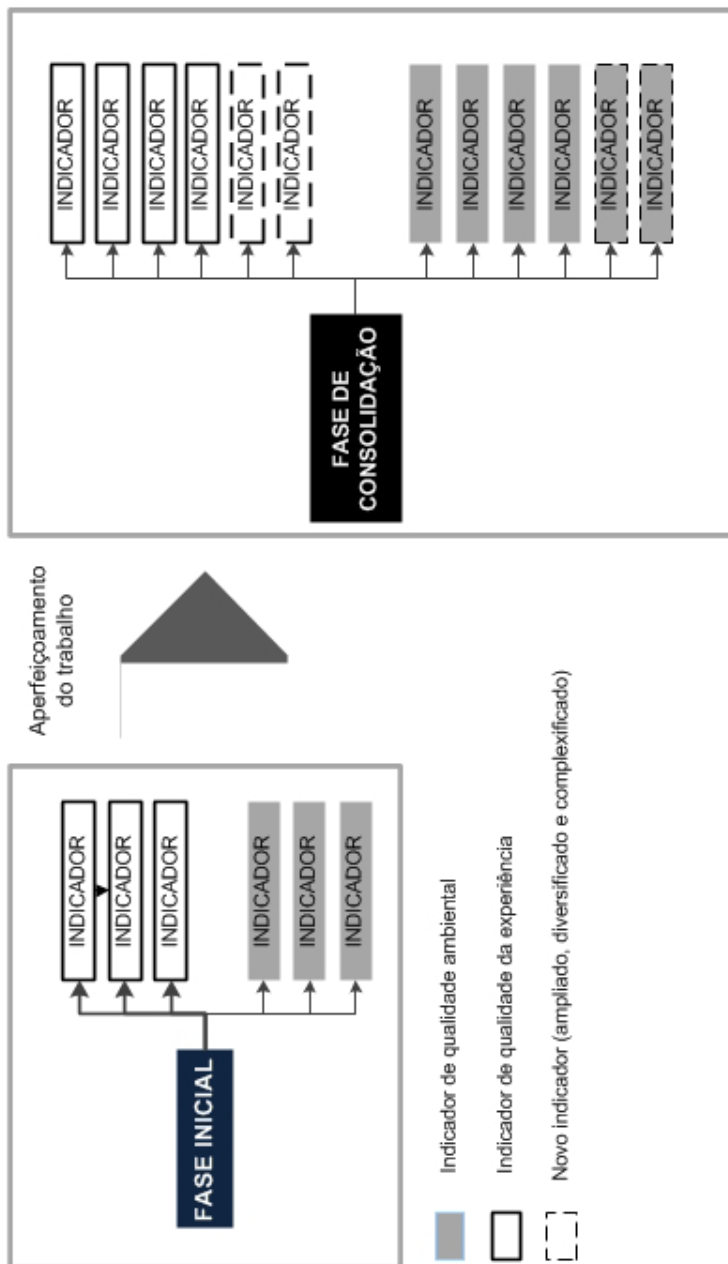 FASE INICIAL
INDICADOR
INDICADOR
INDICADOR
INDICADOR
INDICADOR
INDICADOR
Aperfeiçoamento
do trabalho
FASE DE
CONSOLIDAÇÃO
INDICADOR
INDICADOR
INDICADOR
INDICADOR
INDICADOR
INDICADOR
INDICADOR
INDICADOR
INDICADOR
INDICADOR
INDICADOR
INDICADOR
Indicador de qualidade ambiental
Indicador de qualidade da experiência
Novo indicador (ampliado, diversificado e complexificado)